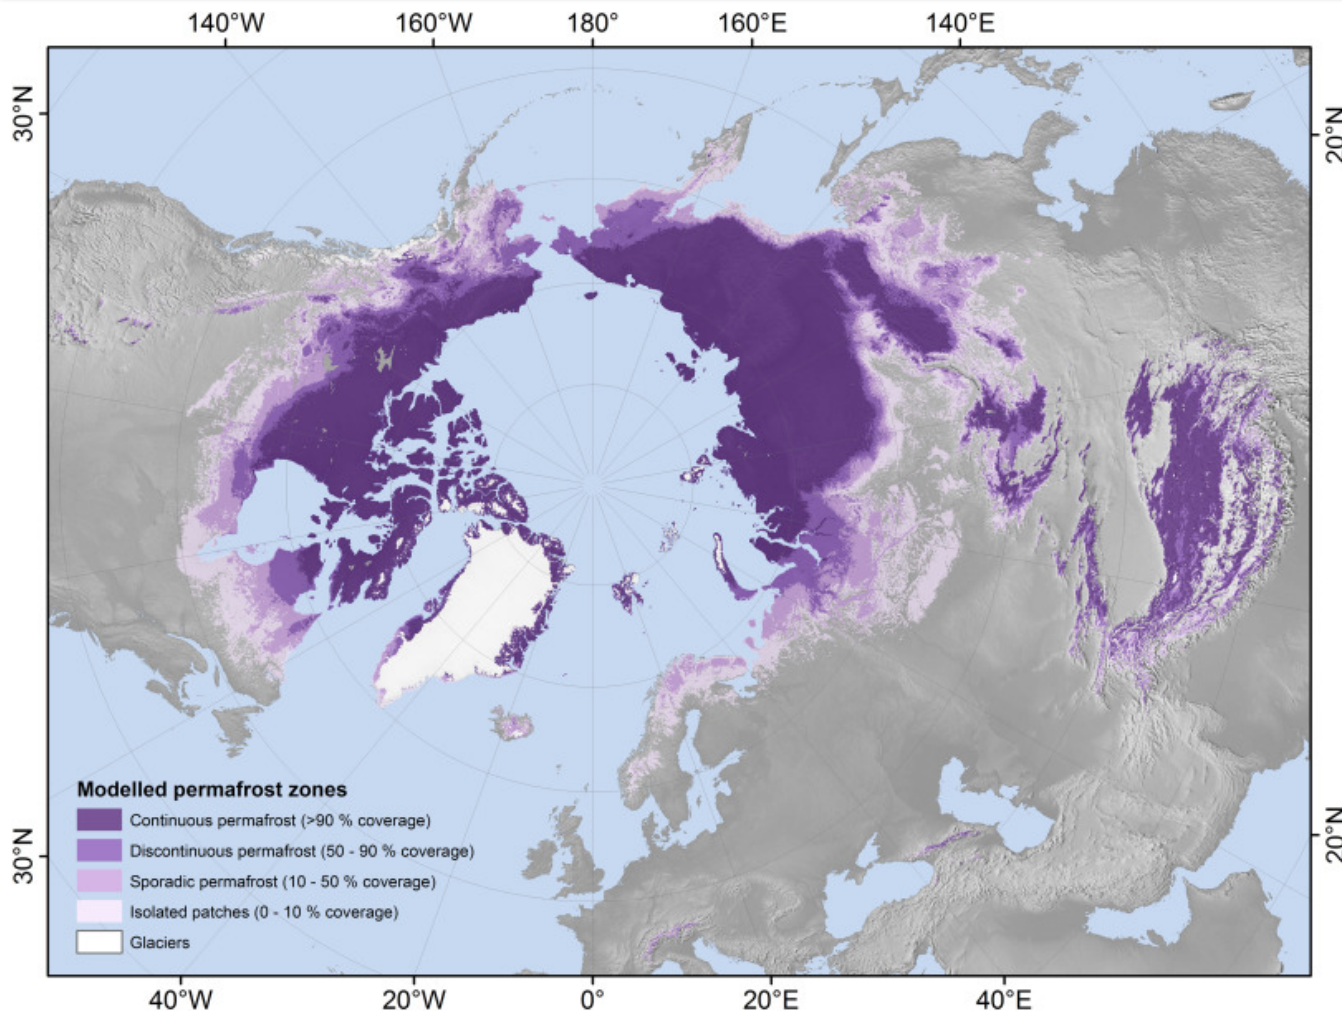 140°W 160°W 180° 160°E 140°E
30°N
20°N
Modelled permafrost zones
Continuous permafrost (>90 % coverage)
Discontinuous permafrost (50 - 90 % coverage)
Sporadic permafrost (10 - 50 % coverage)
Isolated patches (0 - 10 % coverage)
Glaciers
30°N
20°N
40°W 20°W 0° 20°E 40°E